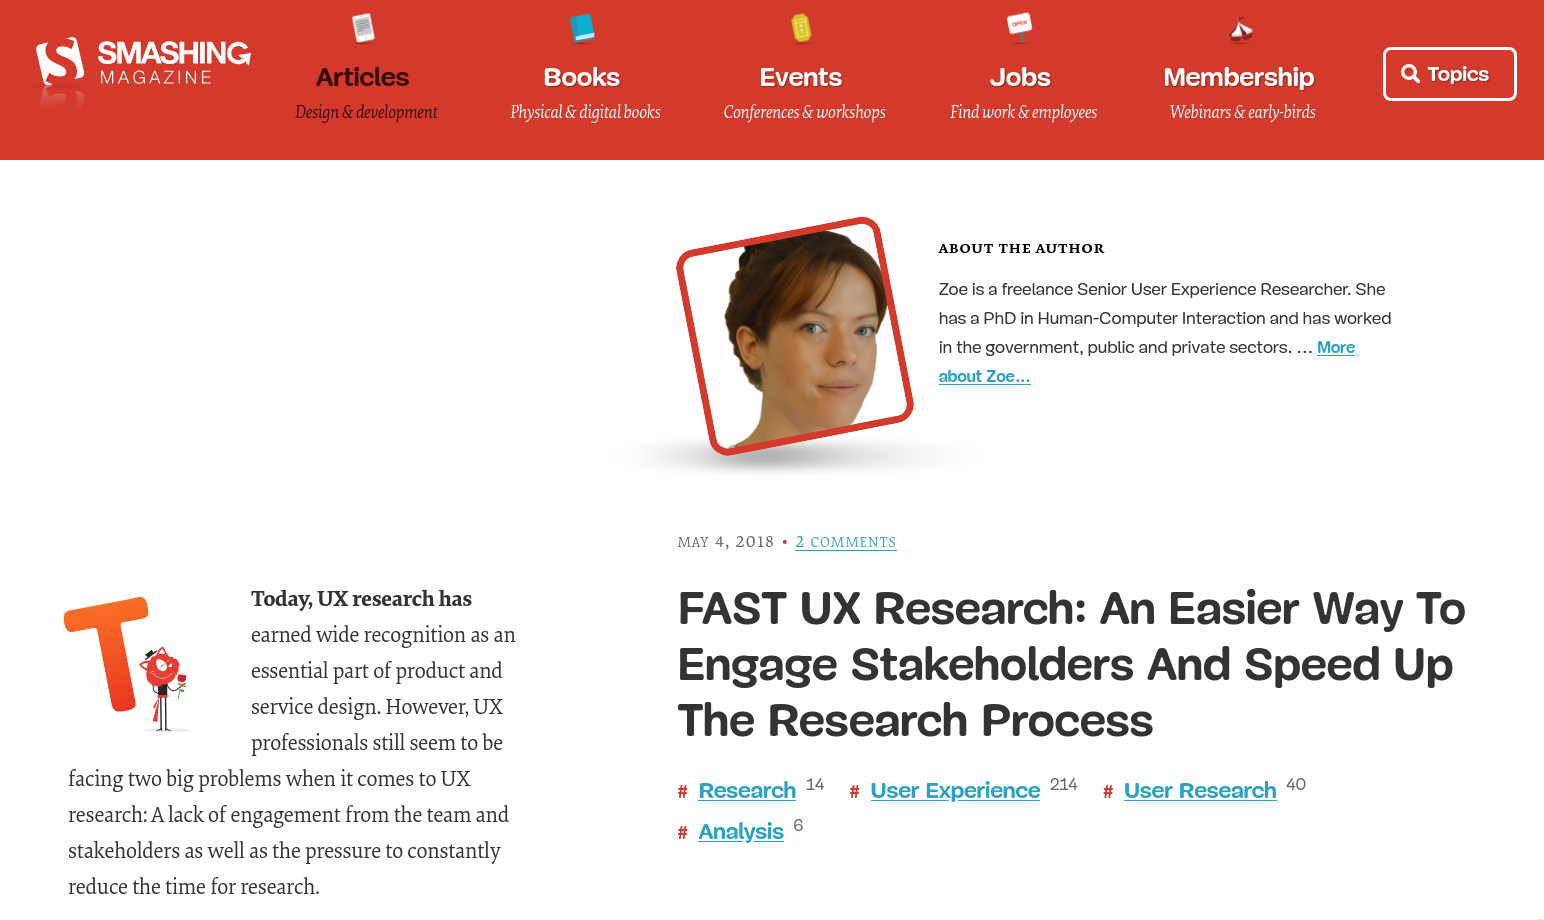 SMASHING
MAGAZINE
Articles
Design & development
Books
Physical & digital books
Events
Conferences & workshops
OPEN
Jobs
Find work & employees
Membership
Webinars & early-birds
Topics
ABOUT THE AUTHOR
Zoe is a freelance Senior User Experience Researcher. She
has a PhD in Human-Computer Interaction and has worked
in the government, public and private sectors. … More
about Zoe…
MAY 4, 2018 • 2 COMMENTS
FAST UX Research: An Easier Way To
Engage Stakeholders And Speed Up
The Research Process
# Research 14 # User Experience 214 # User Research 40
# Analysis 6
T
Today, UX research has
earned wide recognition as an
essential part of product and
service design. However, UX
professionals still seem to be
facing two big problems when it comes to UX
research: A lack of engagement from the team and
stakeholders as well as the pressure to constantly
reduce the time for research.